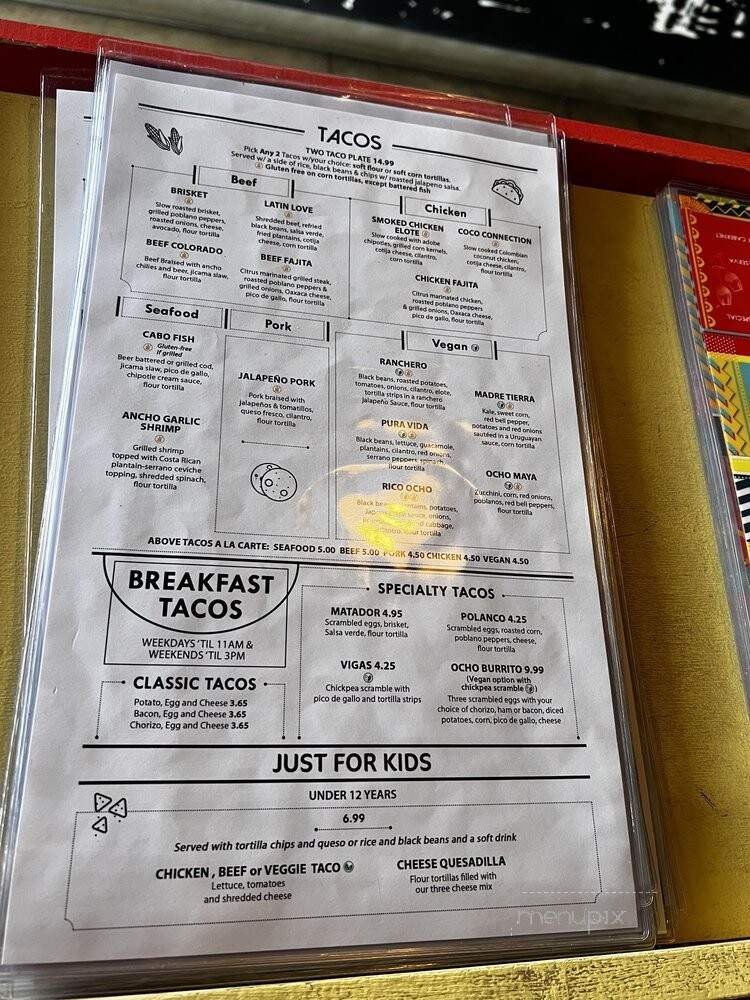 TACOS
TWO TACO PLATE 14.99
Pick Any 2 Tacos w/your choice: soft flour or soft corn tortillas.
Served w/ a side of rice, black beans & chips w/ roasted jalapeno salsa.
Gluten free on corn tortillas, except battered fish
Beef
BRISKET
Slow roasted brisket,
grilled poblano peppers,
roasted onions, cheese,
avocado, flour tortilla
LATIN LOVE
Shredded beef, refried
black beans, salsa verde,
fried plantains, cotija
cheese, corn tortilla
BEEF COLORADO
Beef Braised with ancho
chilies and beer, jicama slaw,
flour tortilla
BEEF FAJITA
Citrus marinated grilled steak,
roasted poblano peppers &
grilled onions, Oaxaca cheese,
pico de gallo, flour tortilla
Chicken
SMOKED CHICKEN
ELOTE
Slow cooked with adobe
chipotles, grilled corn kernels,
cotija cheese, cilantro,
corn tortilla
COCO CONNECTION
Slow cooked Colombian
coconut chicken,
cotija cheese, cilantro,
flour tortilla
CHICKEN FAJITA
Citrus marinated chicken,
roasted poblano peppers
& grilled onions, Oaxaca cheese,
pico de gallo, flour tortilla
Seafood
CABO FISH
Gluten-free
if grilled
Beer battered or grilled cod,
jicama slaw, pico de gallo,
chipotle cream sauce,
flour tortilla
ANCHO GARLIC
SHRIMP
Grilled shrimp
topped with Costa Rican
plantain-serrano ceviche
topping, shredded spinach,
flour tortilla
Pork
JALAPEÑO PORK
Pork braised with
jalapeños & tomatillos,
queso fresco, cilantro,
flour tortilla
Vegan
RANCHERO
Black beans, roasted potatoes,
tomatoes, onions, cilantro, elote,
tortilla strips in a ranchero
Jalapeño Sauce, flour tortilla
PURA VIDA
Black beans, lettuce, guacamole,
plantains, cilantro, red onions,
serrano peppers, spinach
flour tortilla
RICO OCHO
Black beans, plantains, potatoes,
sauce, onions,
cabbage,
cilantro, flour tortilla
MADRE TIERRA
Kale, sweet corn,
red bell pepper,
potatoes and red onions
sautéed in a Uruguayan
sauce, corn tortilla
OCHO MAYA
Zucchini, corn, red onions,
poblanos, red bell peppers,
flour tortilla
ABOVE TACOS A LA CARTE: SEAFOOD 5.00 BEEF 5.00 PORK 4.50 CHICKEN 4.50 VEGAN 4.50
BREAKFAST
TACOS
WEEKDAYS 'TIL 11AM &
WEEKENDS 'TIL 3PM
CLASSIC TACOS
Potato, Egg and Cheese 3.65
Bacon, Egg and Cheese 3.65
Chorizo, Egg and Cheese 3.65
SPECIALTY TACOS
MATADOR 4.95
Scrambled eggs, brisket,
Salsa verde, flour tortilla
POLANCO 4.25
Scrambled eggs, roasted corn,
poblano peppers, cheese,
flour tortilla
VIGAS 4.25
Chickpea scramble with
pico de gallo and tortilla strips
OCHO BURRITO 9.99
(Vegan option with
chickpea scramble )
Three scrambled eggs with your
choice of chorizo, ham or bacon, diced
potatoes, corn, pico de gallo, cheese
JUST FOR KIDS
UNDER 12 YEARS
6.99
Served with tortilla chips and queso or rice and black beans and a soft drink
CHICKEN , BEEF or VEGGIE TACO
Lettuce, tomatoes
and shredded cheese
CHEESE QUESADILLA
Flour tortillas filled with
our three cheese mix
menupix